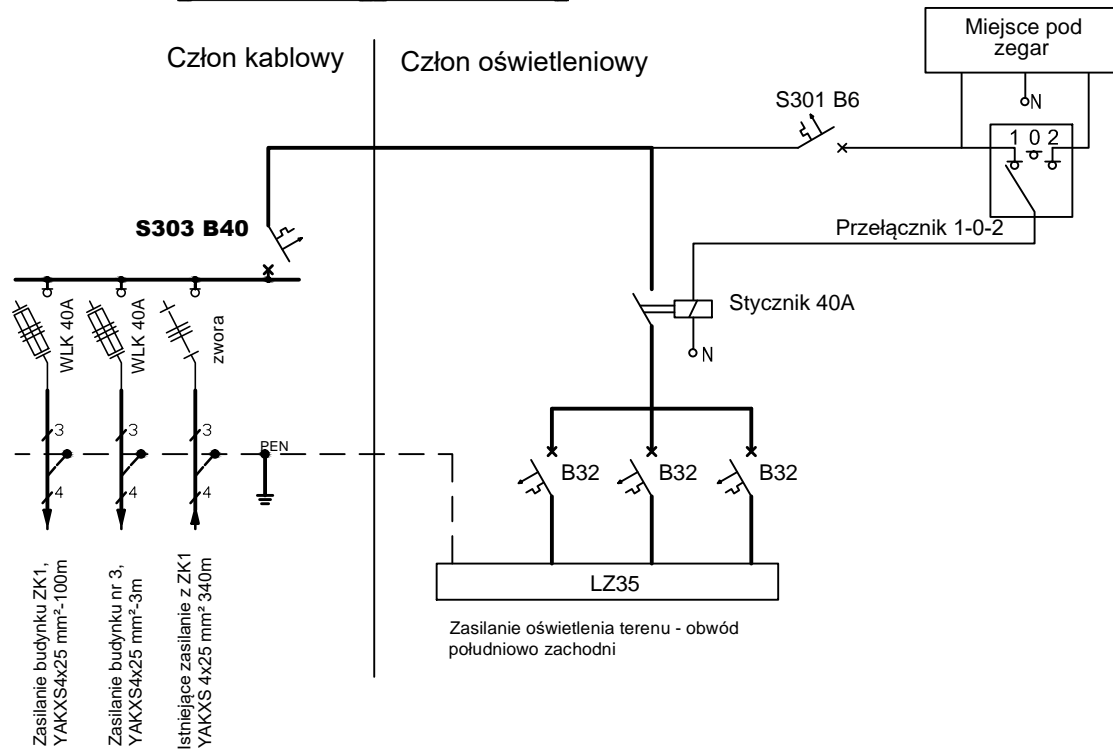 Człon kablowy
Człon oświetleniowy
Miejsce pod
zegar
S301 B6
N
1 0 2
S303 B40
Przełącznik 1-0-2
Stycznik 40A
N
WLK 40A
WLK 40A
zwora
3
3
3
PEN
4
4
4
B32
B32
B32
LZ35
Zasilanie oświetlenia terenu - obwód
południowo zachodni
Zasilanie budynku ZK1,
YAKXS4x25 mm²-100m
Zasilanie budynku nr 3,
YAKXS4x25 mm²-3m
Istniejące zasilanie z ZK1
YAKXS 4x25 mm² 340m